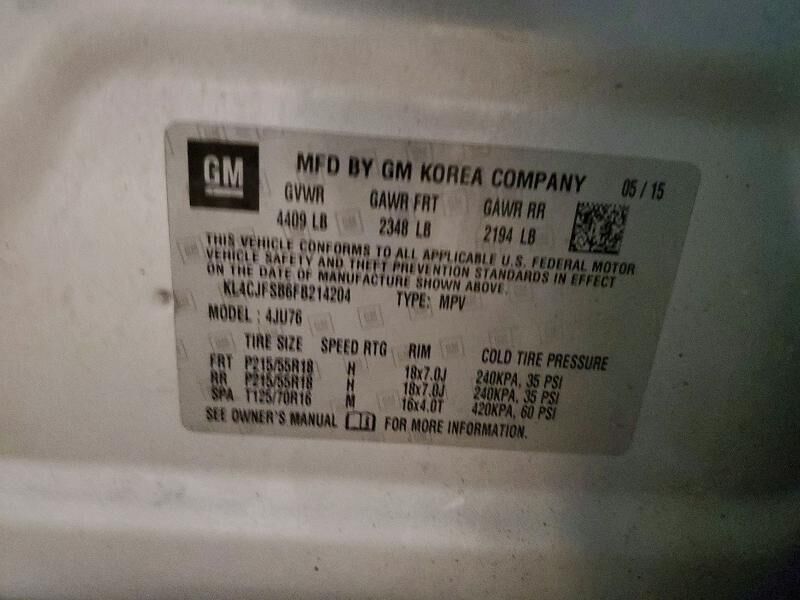 GM MFD BY GM KOREA COMPANY 05/15
GVWR GAWR FRT GAWR RR
4409 LB 2348 LB 2194 LB
THIS VEHICLE CONFORMS TO ALL APPLICABLE U.S. FEDERAL MOTOR
VEHICLE SAFETY AND THEFT PREVENTION STANDARDS IN EFFECT
ON THE DATE OF MANUFACTURE SHOWN ABOVE.
KL4CJFSB6FB214204 TYPE: MPV
MODEL : 4JU76
TIRE SIZE SPEED RTG RIM COLD TIRE PRESSURE
FRT P215/55R18 H 18x7.0J 240KPA, 35 PSI
RR P215/55R18 H 18x7.0J 240KPA, 35 PSI
SPA T125/70R16 M 16x4.0T 420KPA, 60 PSI
SEE OWNER'S MANUAL FOR MORE INFORMATION.